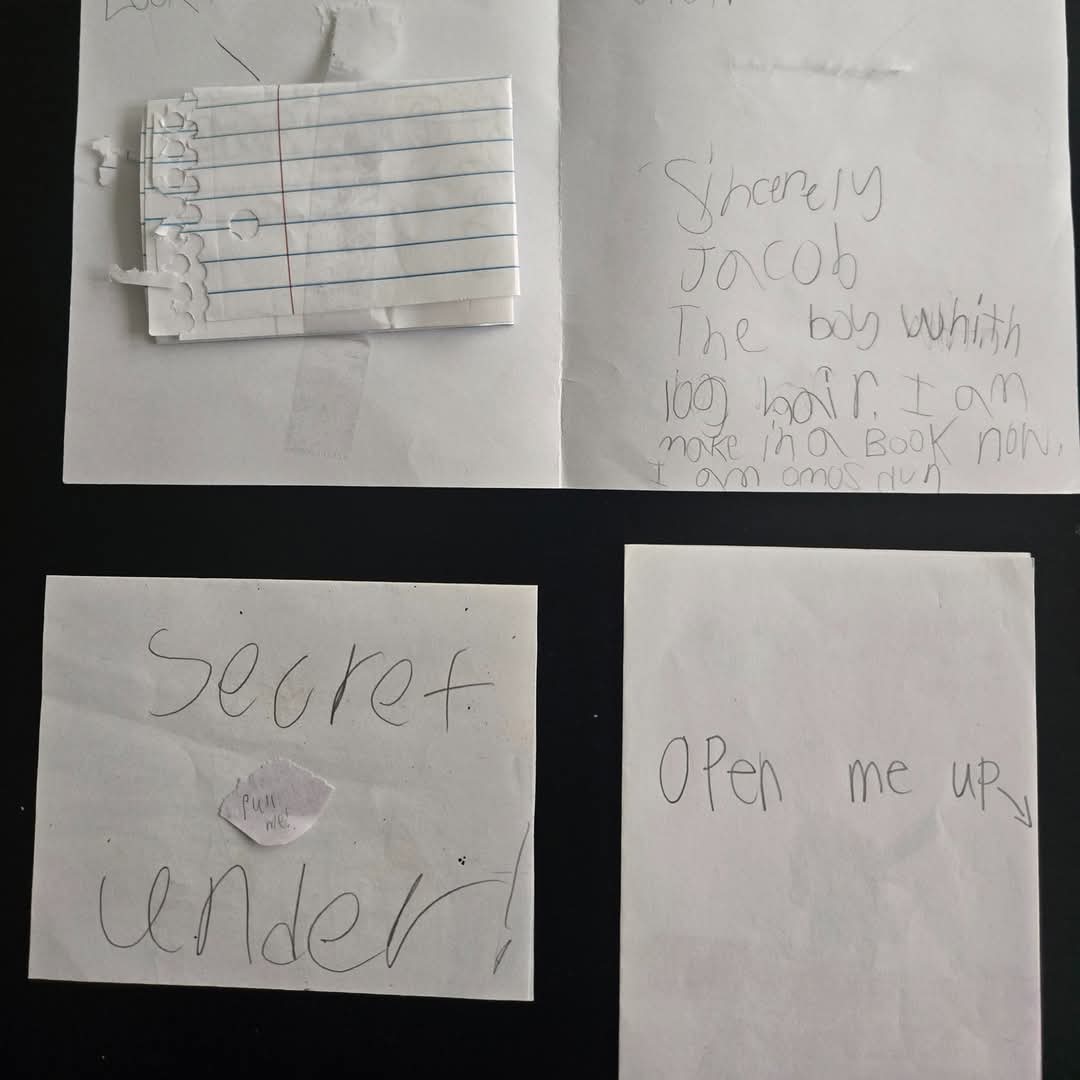 Sincerely
Jacob
The boy whith
log hair. I am
make in a BOOK now.
I am omos dun
secret
pull
me!
under!
Open me up